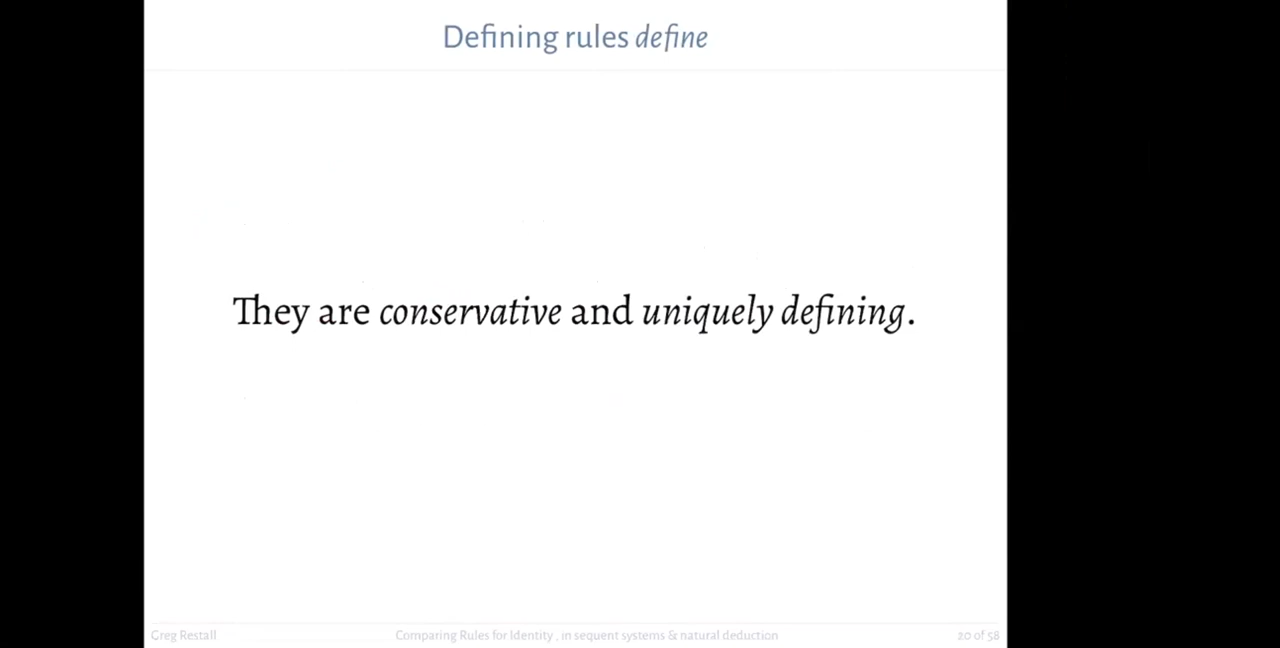 Defining rules define
They are conservative and uniquely defining.
Greg Restall
Comparing Rules for Identity , in sequent systems & natural deduction
20 of 58